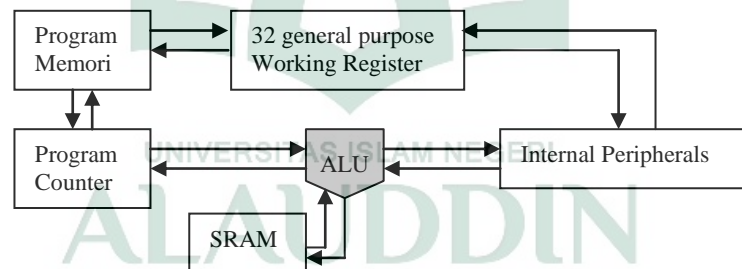 Program
Memori
32 general purpose
Working Register
Program
Counter
UNIVERSITAS ISLAM NEGERI
ALU
Internal Peripherals
ALAUDDIN
SRAM